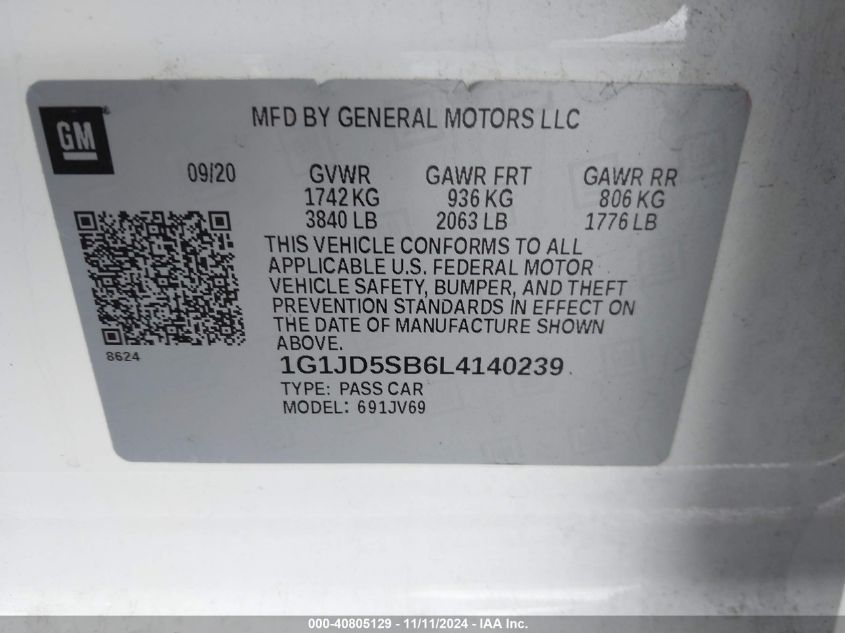 GM
MFD BY GENERAL MOTORS LLC
09/20 GVWR GAWR FRT GAWR RR
1742 KG 936 KG 806 KG
3840 LB 2063 LB 1776 LB
THIS VEHICLE CONFORMS TO ALL
APPLICABLE U.S. FEDERAL MOTOR
VEHICLE SAFETY, BUMPER, AND THEFT
PREVENTION STANDARDS IN EFFECT ON
THE DATE OF MANUFACTURE SHOWN
ABOVE.
8624
1G1JD5SB6L4140239
TYPE: PASS CAR
MODEL: 691JV69
000-40805129 - 11/11/2024 - IAA Inc.